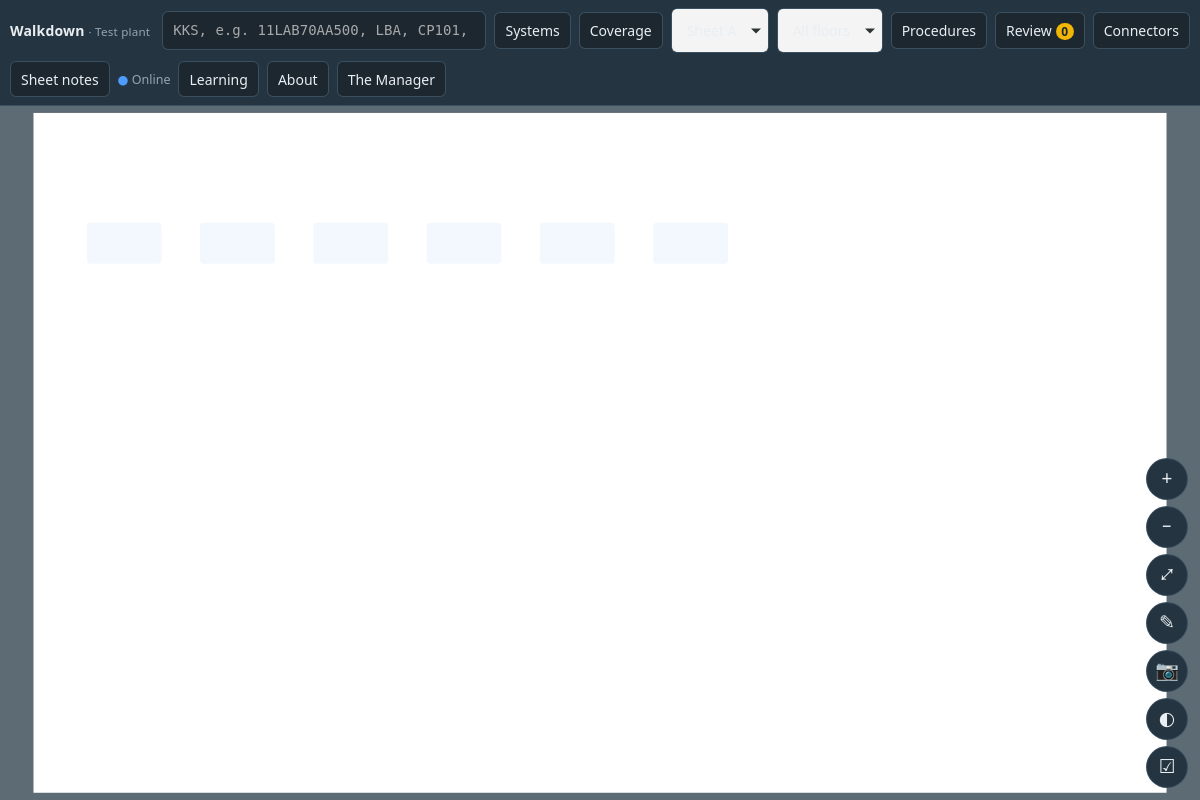 Walkdown · Test plant
KKS, e.g. 11LAB70AA500, LBA, CP101,
Systems
Coverage
Sheet A
All floors
Procedures
Review 0
Connectors
Sheet notes
Online
Learning
About
The Manager
+
−